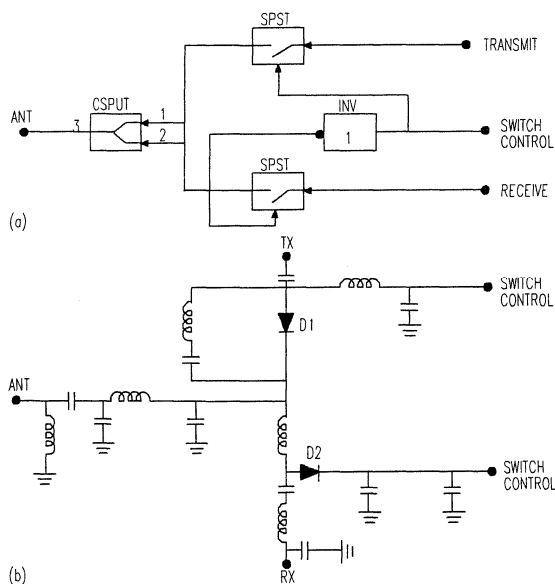 SPST
TRANSMIT
CSPUT
ANT
3
1
2
INV
1
SWITCH
CONTROL
SPST
RECEIVE
(a)
TX
SWITCH
CONTROL
D1
ANT
D2
SWITCH
CONTROL
(b)
RX